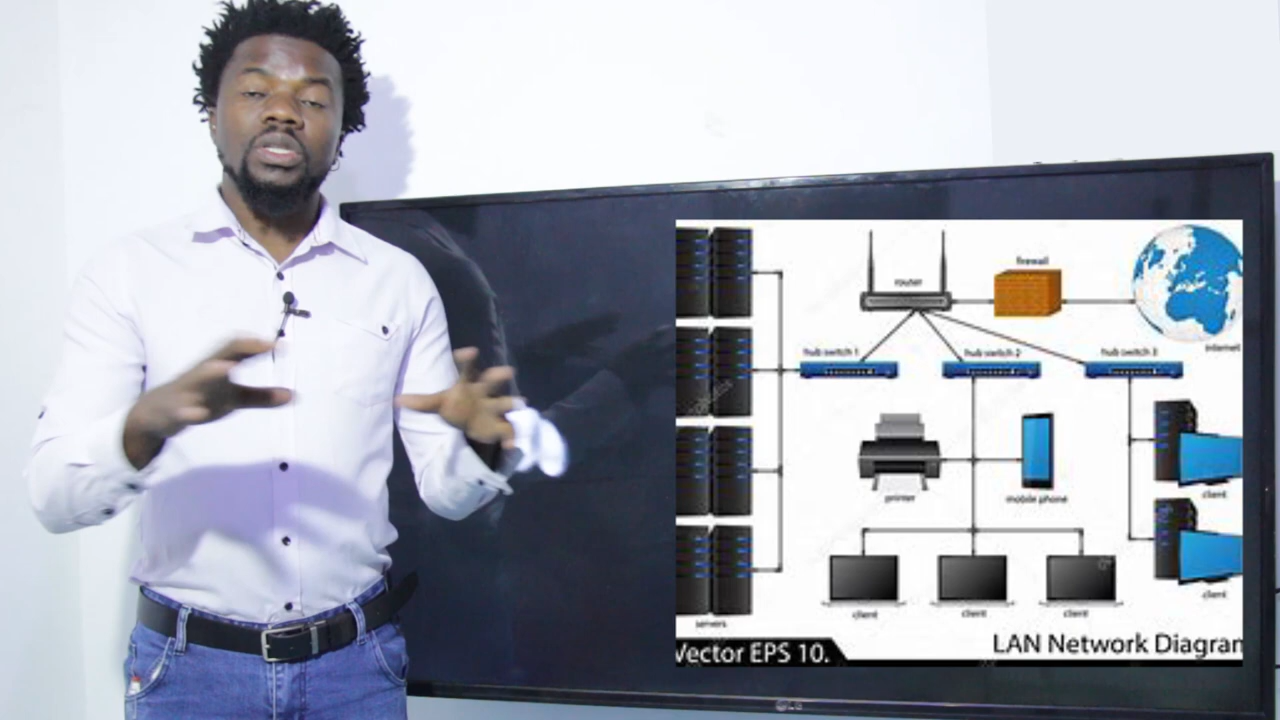 router
firewall
internet
hub switch 1
hub switch 2
hub switch 3
printer
mobile phone
client
client
client
client
client
servers
Vector EPS 10.
LAN Network Diagram
LG